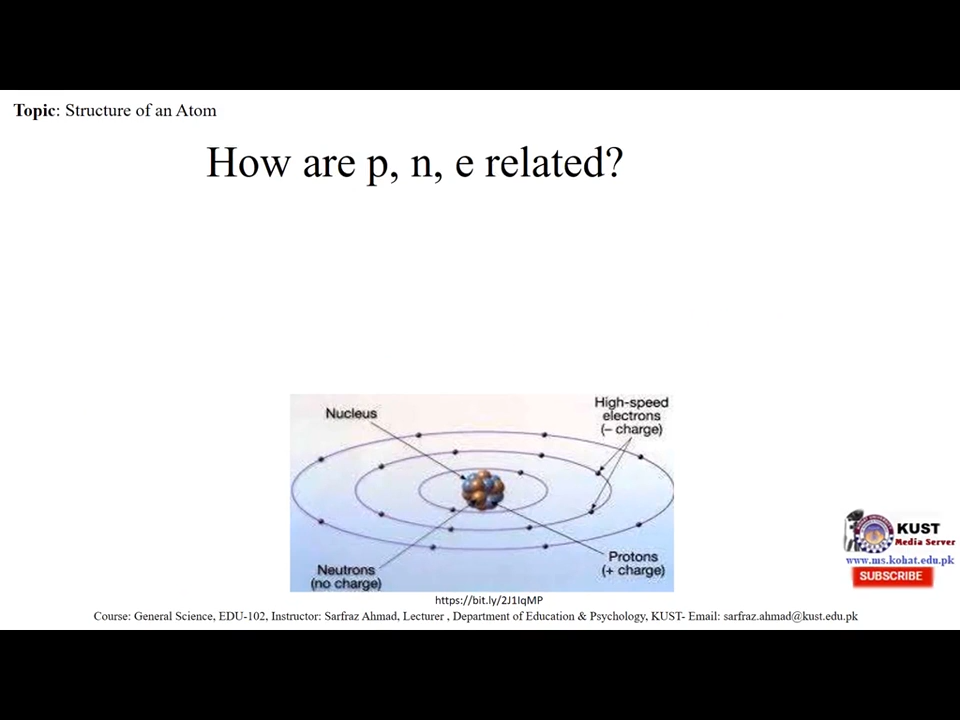 Topic: Structure of an Atom
How are p, n, e related?
Nucleus
High-speed
electrons
(– charge)
Neutrons
(no charge)
Protons
(+ charge)
KUST
Media Server
www.ms.kohat.edu.pk
SUBSCRIBE
https://bit.ly/2J1IqMP
Course: General Science, EDU-102, Instructor: Sarfraz Ahmad, Lecturer , Department of Education & Psychology, KUST- Email: sarfraz.ahmad@kust.edu.pk